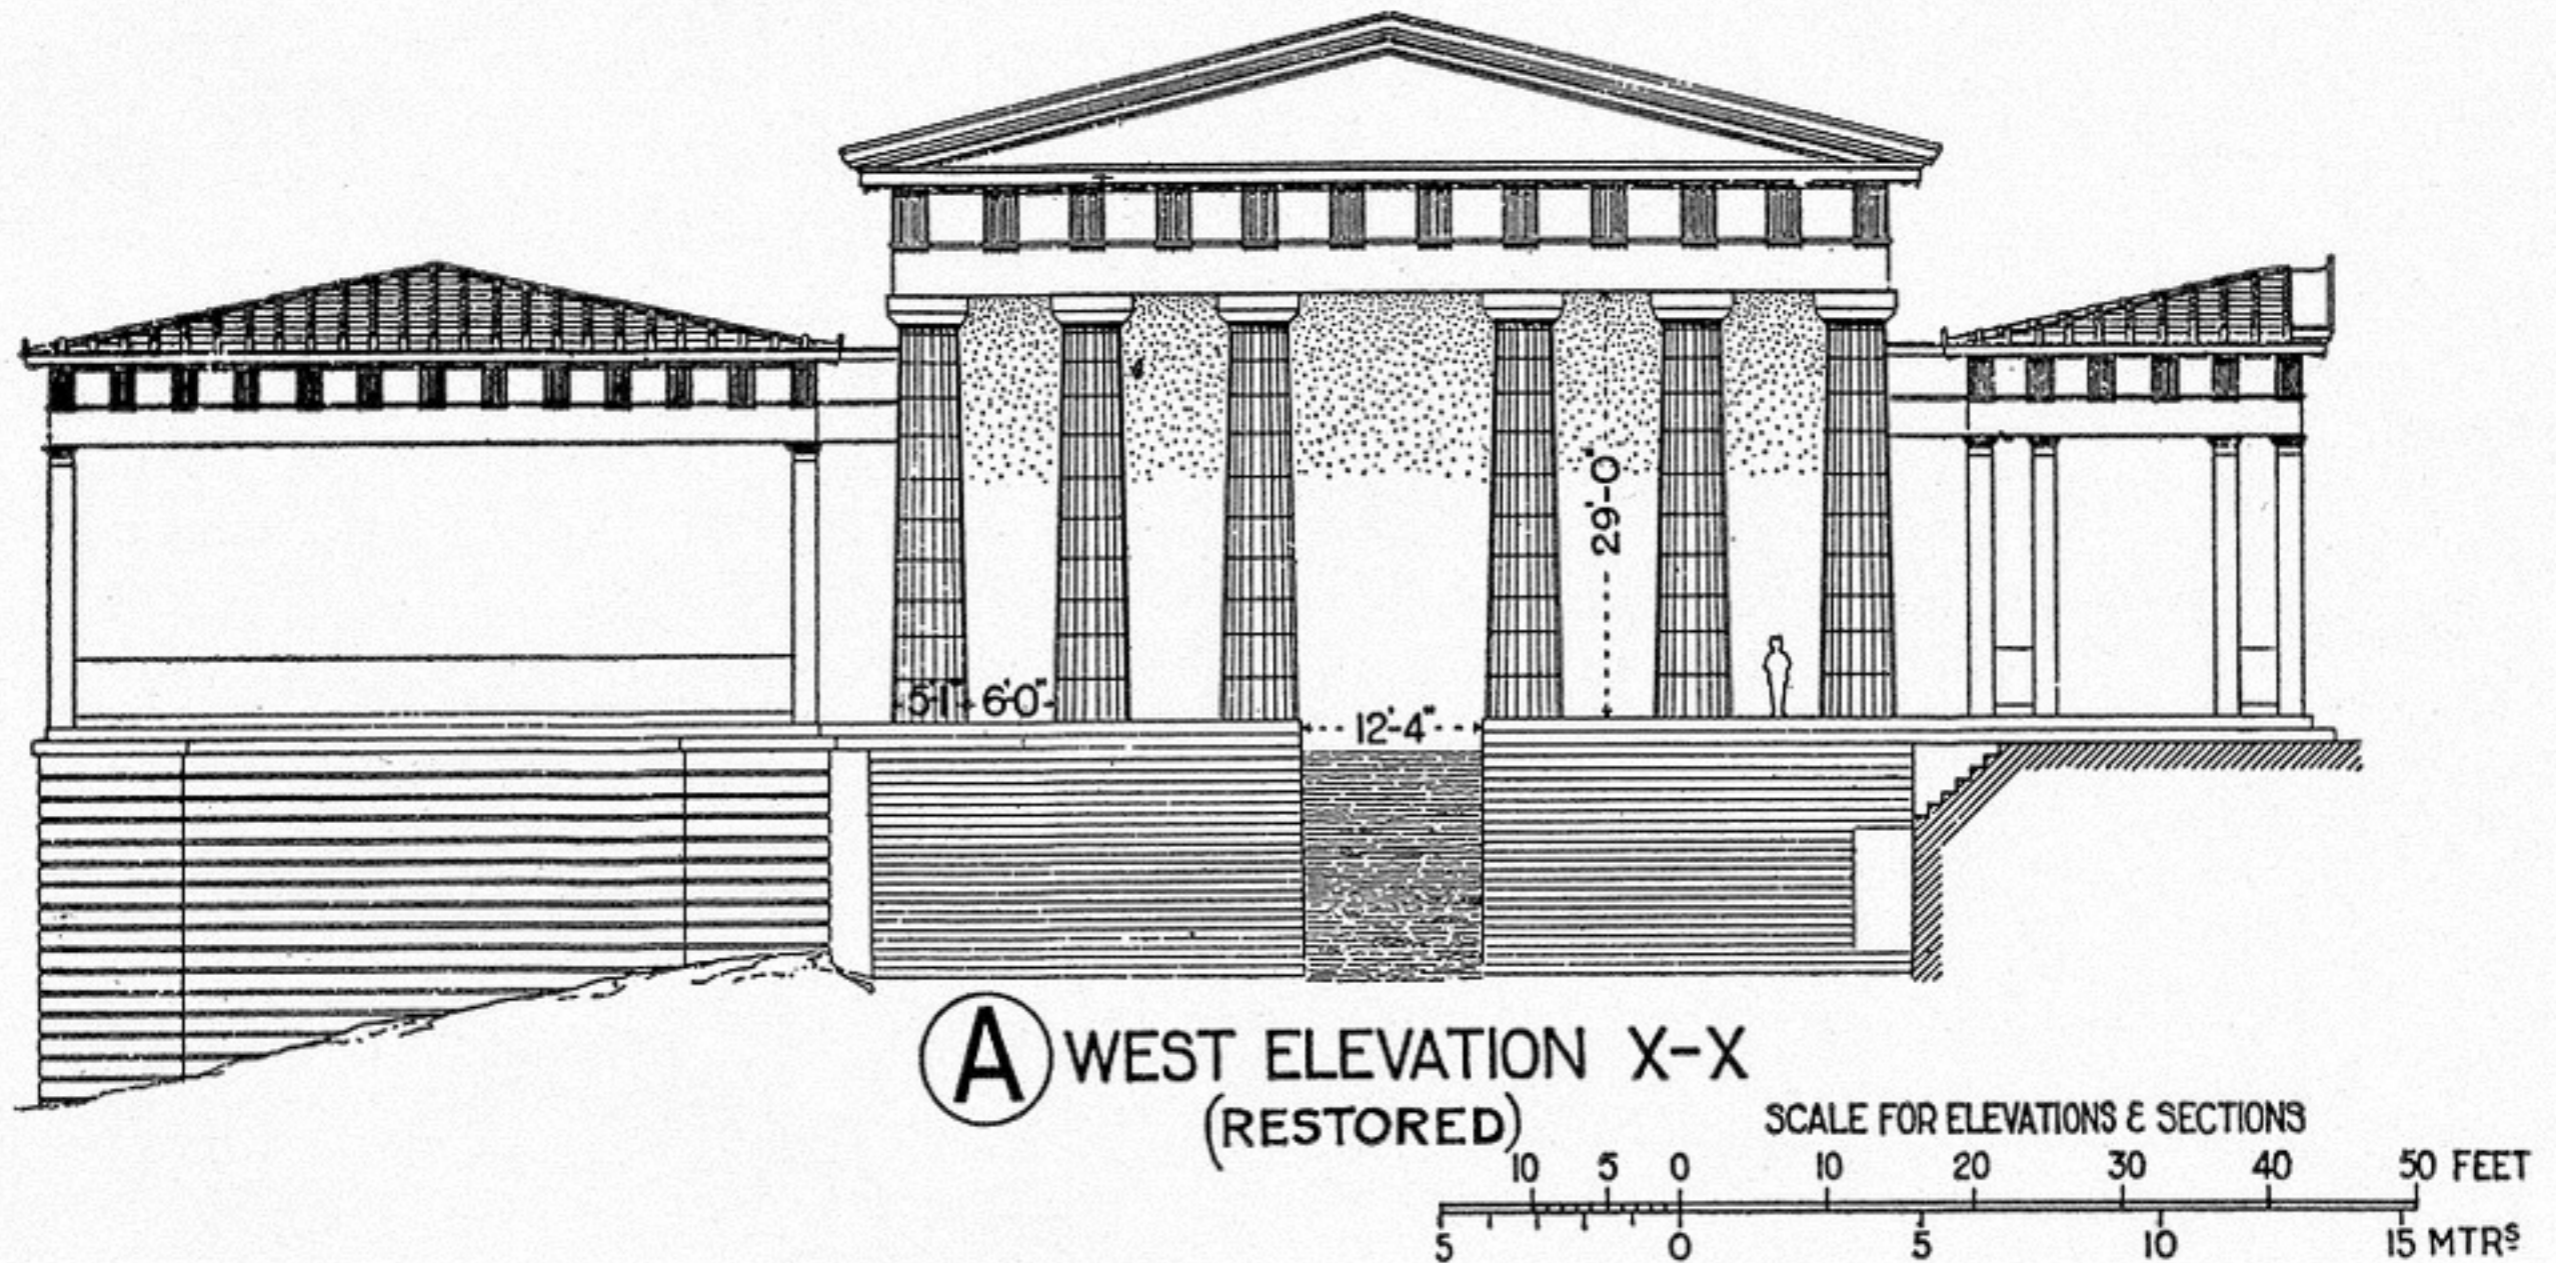 29'-0"
5'1" 6'0"
12'-4"
A WEST ELEVATION X-X
(RESTORED)
SCALE FOR ELEVATIONS & SECTIONS
10 5 0 10 20 30 40 50 FEET
5 0 5 10 15 MTRS